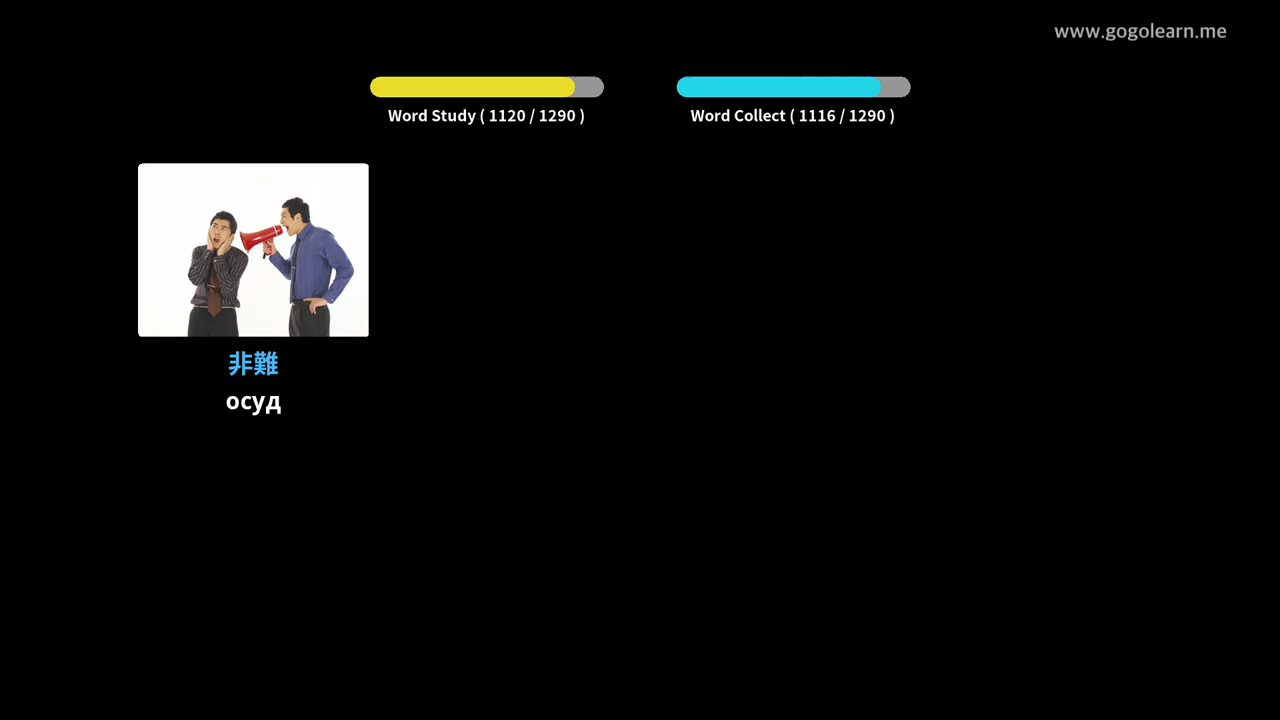 www.gogolearn.me
Word Study ( 1120 / 1290 )
Word Collect ( 1116 / 1290 )
非難
осуд